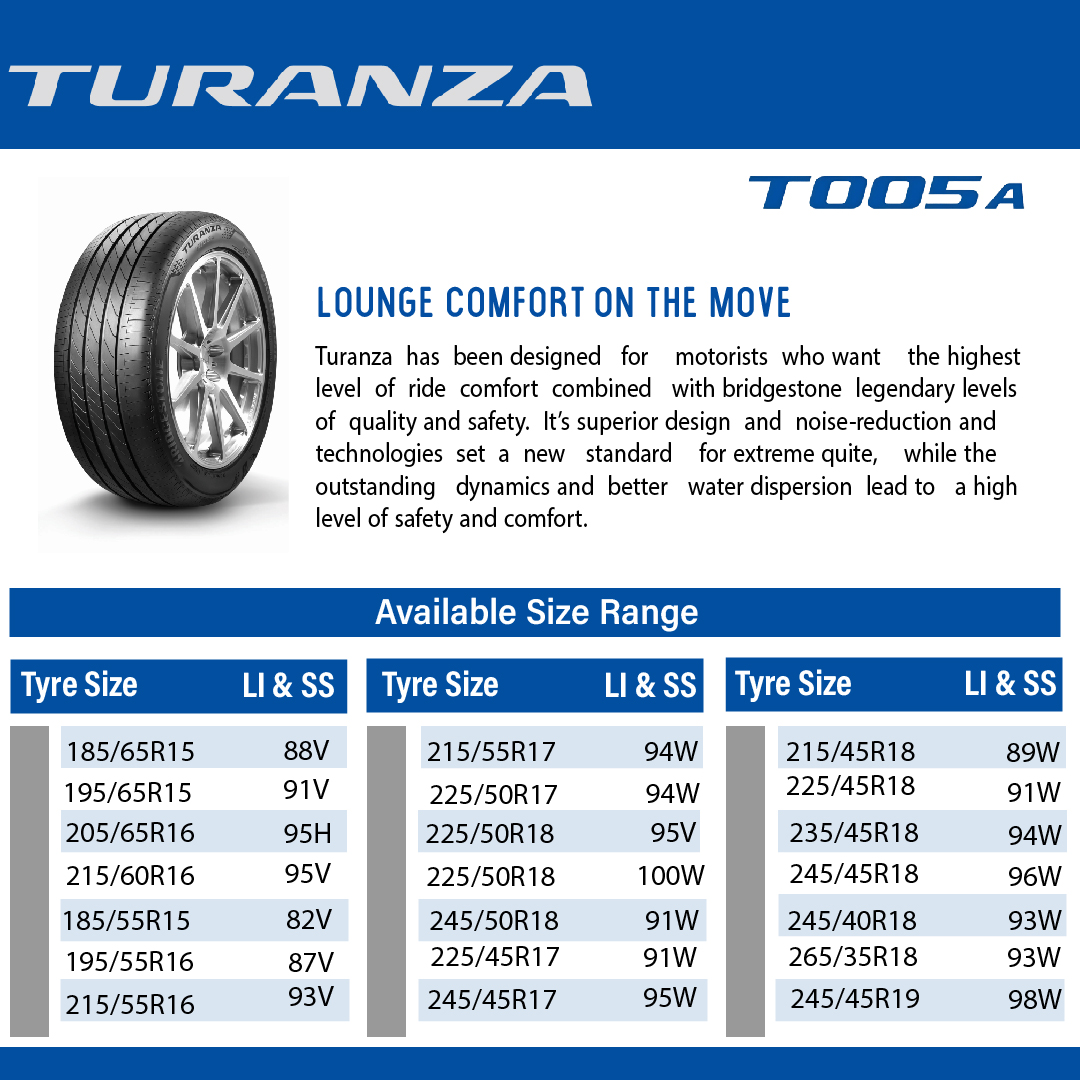 TURANZA
T005A
TURANZA
LOUNGE COMFORT ON THE MOVE
Turanza has been designed for motorists who want the highest
level of ride comfort combined with bridgestone legendary levels
of quality and safety. It's superior design and noise-reduction and
technologies set a new standard for extreme quite, while the
outstanding dynamics and better water dispersion lead to a high
level of safety and comfort.
Available Size Range
Tyre Size LI & SS
185/65R15 88V
195/65R15 91V
205/65R16 95H
215/60R16 95V
185/55R15 82V
195/55R16 87V
215/55R16 93V
Tyre Size LI & SS
215/55R17 94W
225/50R17 94W
225/50R18 95V
225/50R18 100W
245/50R18 91W
225/45R17 91W
245/45R17 95W
Tyre Size LI & SS
215/45R18 89W
225/45R18 91W
235/45R18 94W
245/45R18 96W
245/40R18 93W
265/35R18 93W
245/45R19 98W